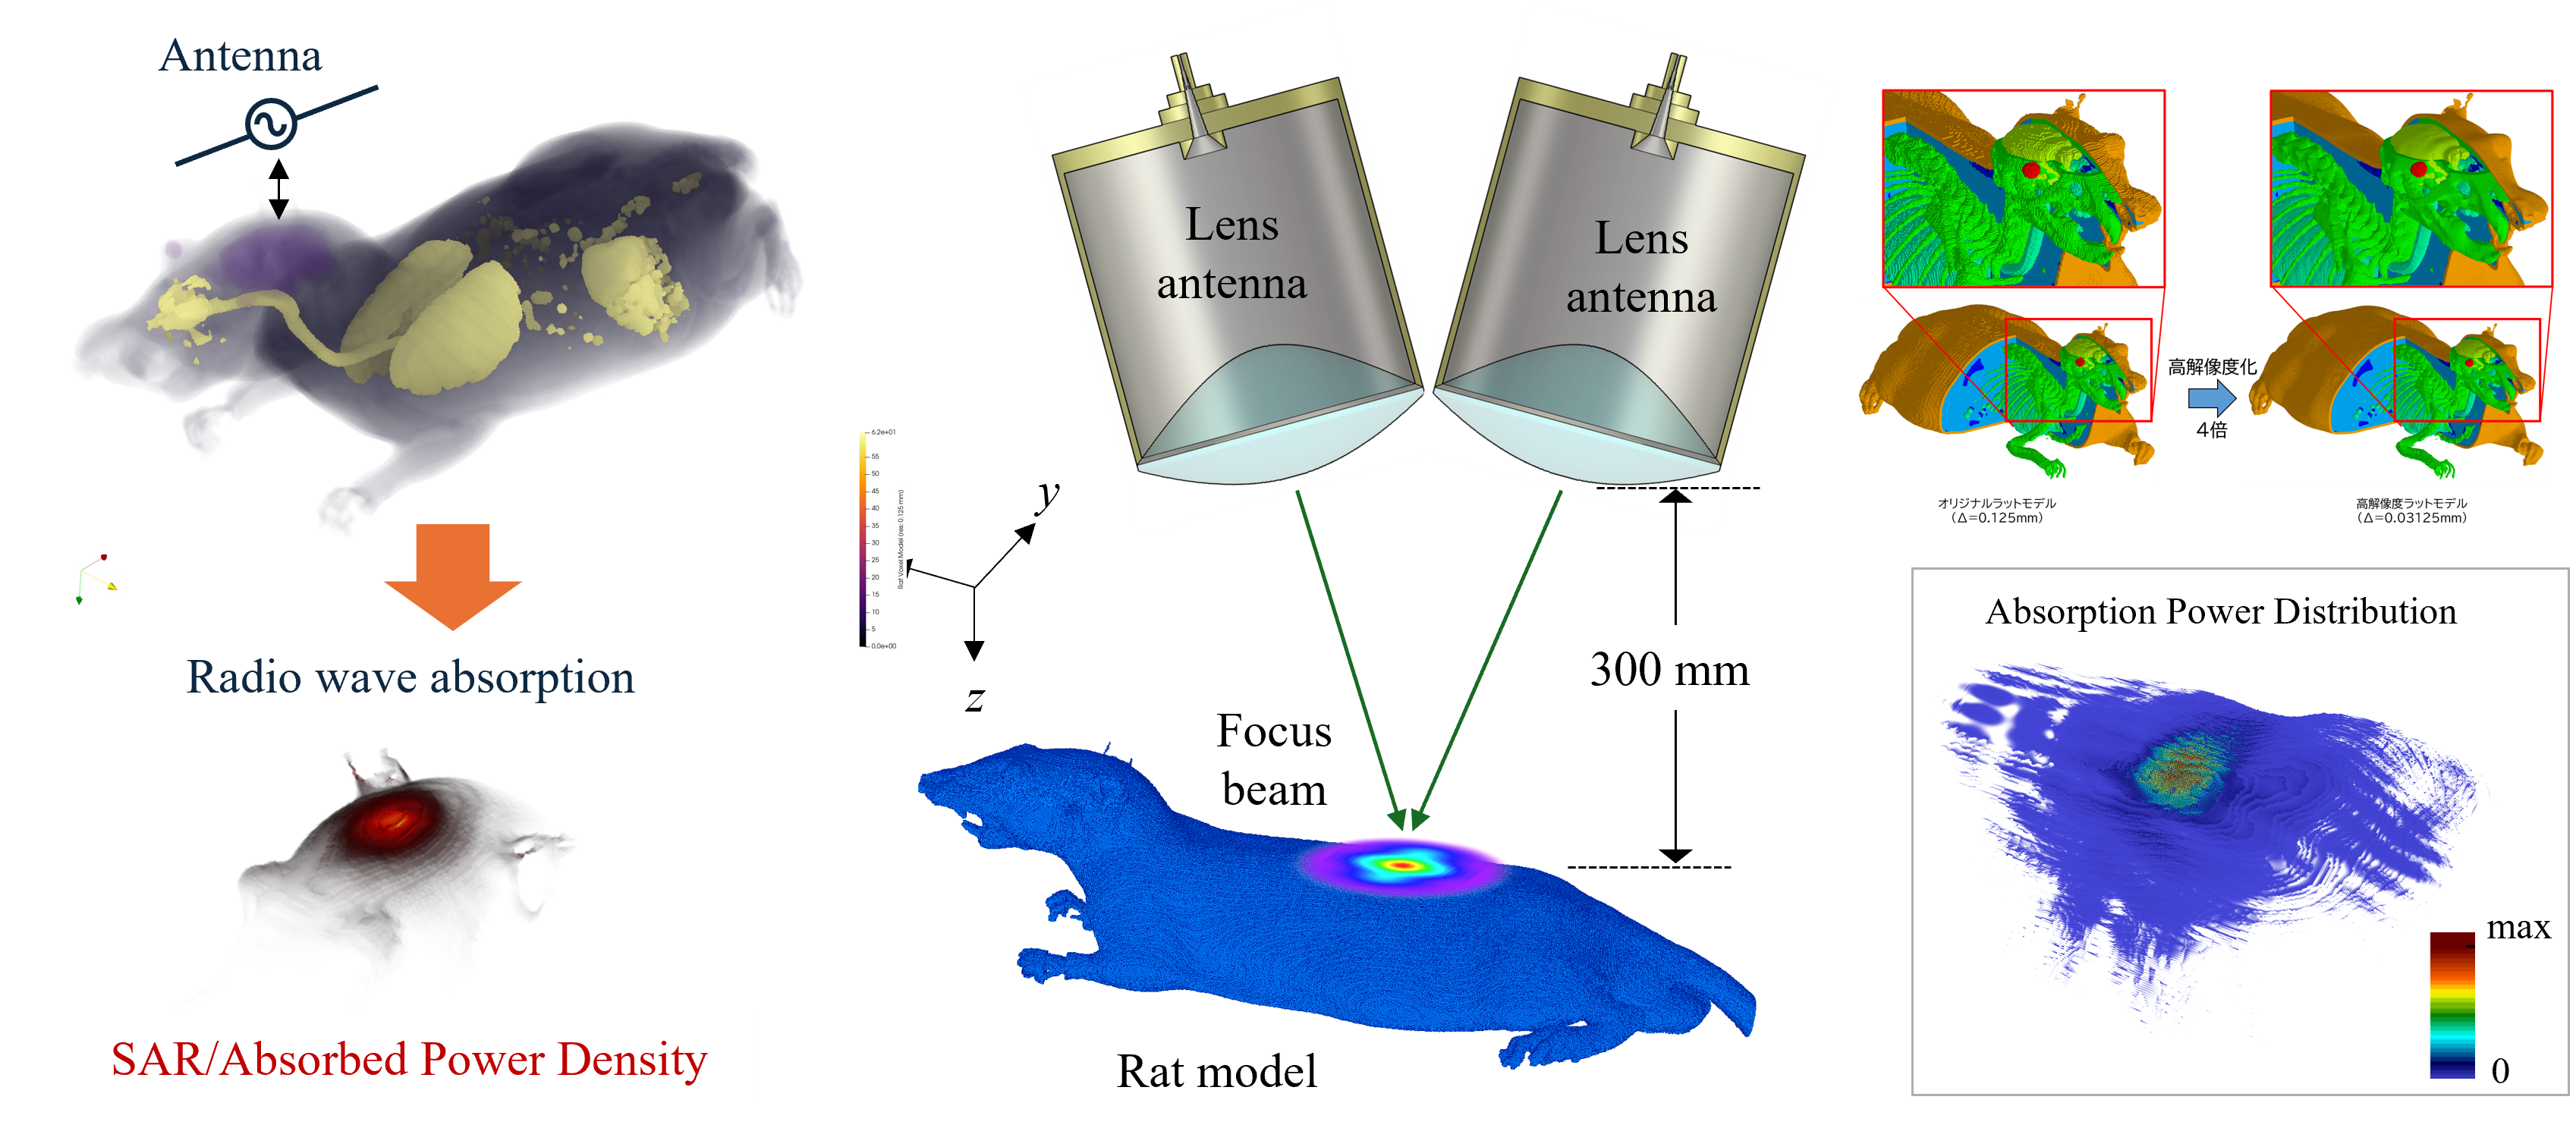 Antenna
Radio wave absorption
SAR/Absorbed Power Density
6.2e+01
55
50
45
40
35
30
25
20
15
10
5
0.0e+00
Rat Voxel Model (res: 0.125 mm)
y
z
Lens
antenna
Lens
antenna
300 mm
Focus
beam
Rat model
高解像度化
4倍
オリジナルラットモデル
（Δ=0.125mm）
高解像度ラットモデル
（Δ=0.03125mm）
Absorption Power Distribution
max
0